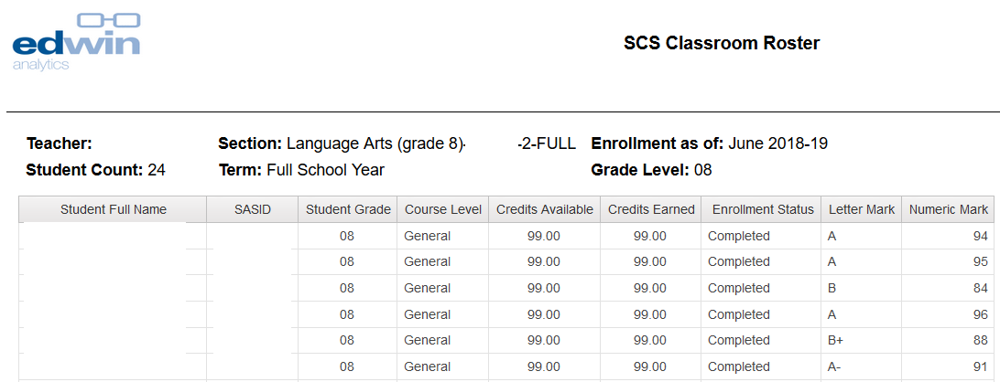 edwin
analytics
SCS Classroom Roster
Teacher: Section: Language Arts (grade 8)- -2-FULL Enrollment as of: June 2018-19
Student Count: 24 Term: Full School Year Grade Level: 08
Student Full Name SASID Student Grade Course Level Credits Available Credits Earned Enrollment Status Letter Mark Numeric Mark
08 General 99.00 99.00 Completed A 94
08 General 99.00 99.00 Completed A 95
08 General 99.00 99.00 Completed B 84
08 General 99.00 99.00 Completed A 96
08 General 99.00 99.00 Completed B+ 88
08 General 99.00 99.00 Completed A- 91